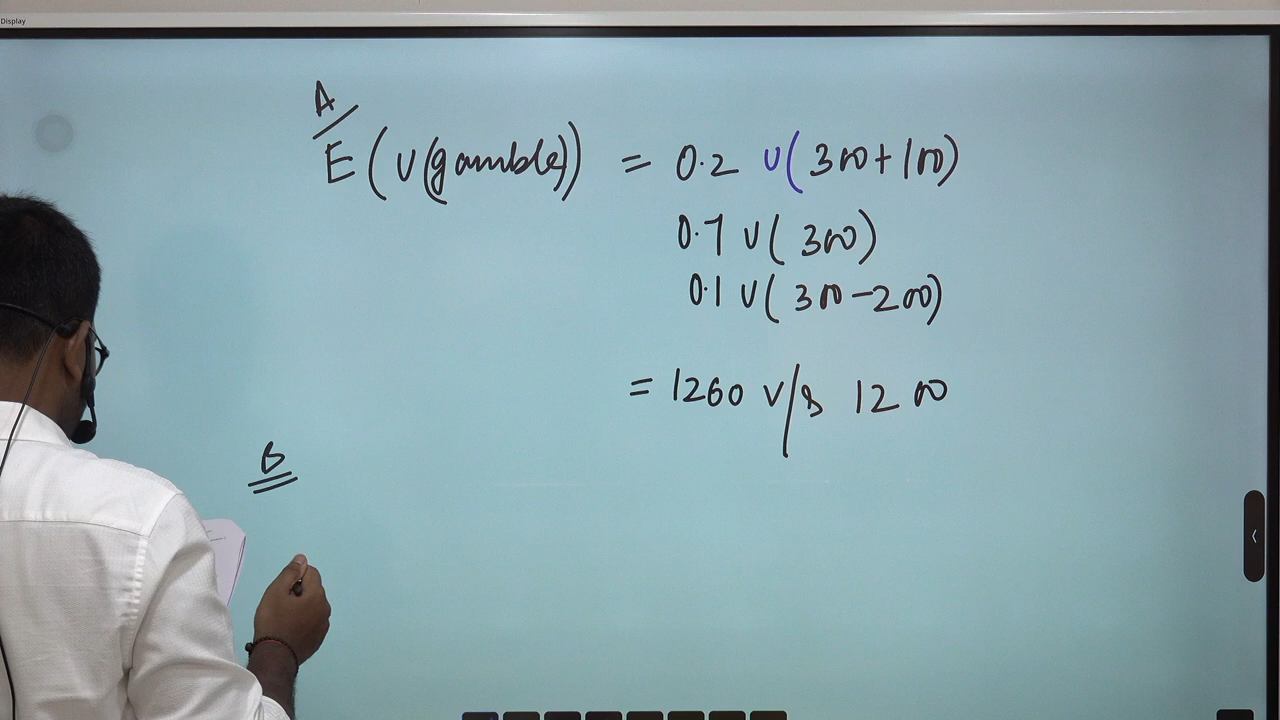 Display
A
E(U(gamble)) = 0.2 U(300+100)
0.7 U(300)
0.1 U(300-200)
= 1260 v/s 1200
B